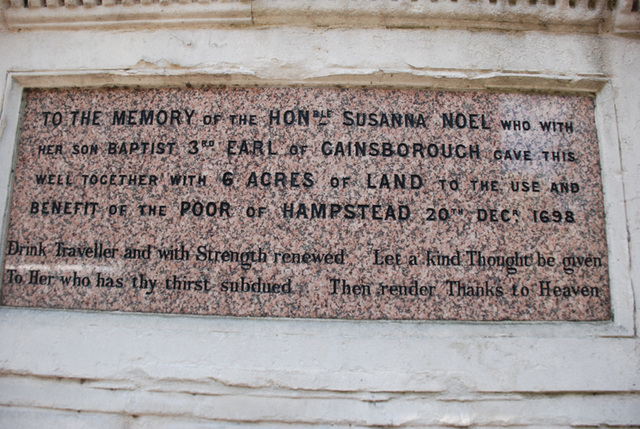 TO THE MEMORY OF THE HONBLE SUSANNA NOEL WHO WITH
HER SON BAPTIST 3RD EARL OF GAINSBOROUGH GAVE THIS
WELL TOGETHER WITH 6 ACRES OF LAND TO THE USE AND
BENEFIT OF THE POOR OF HAMPSTEAD 20TH DECR 1698
Drink Traveller and with Strength renewed Let a kind Thought be given
To Her who has thy thirst subdued Then render Thanks to Heaven